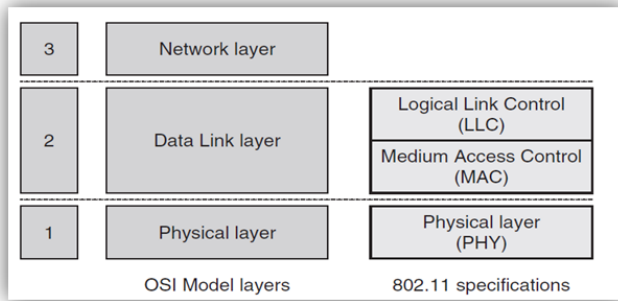 3
Network layer
2
Data Link layer
Logical Link Control
(LLC)
Medium Access Control
(MAC)
1
Physical layer
Physical layer
(PHY)
OSI Model layers
802.11 specifications